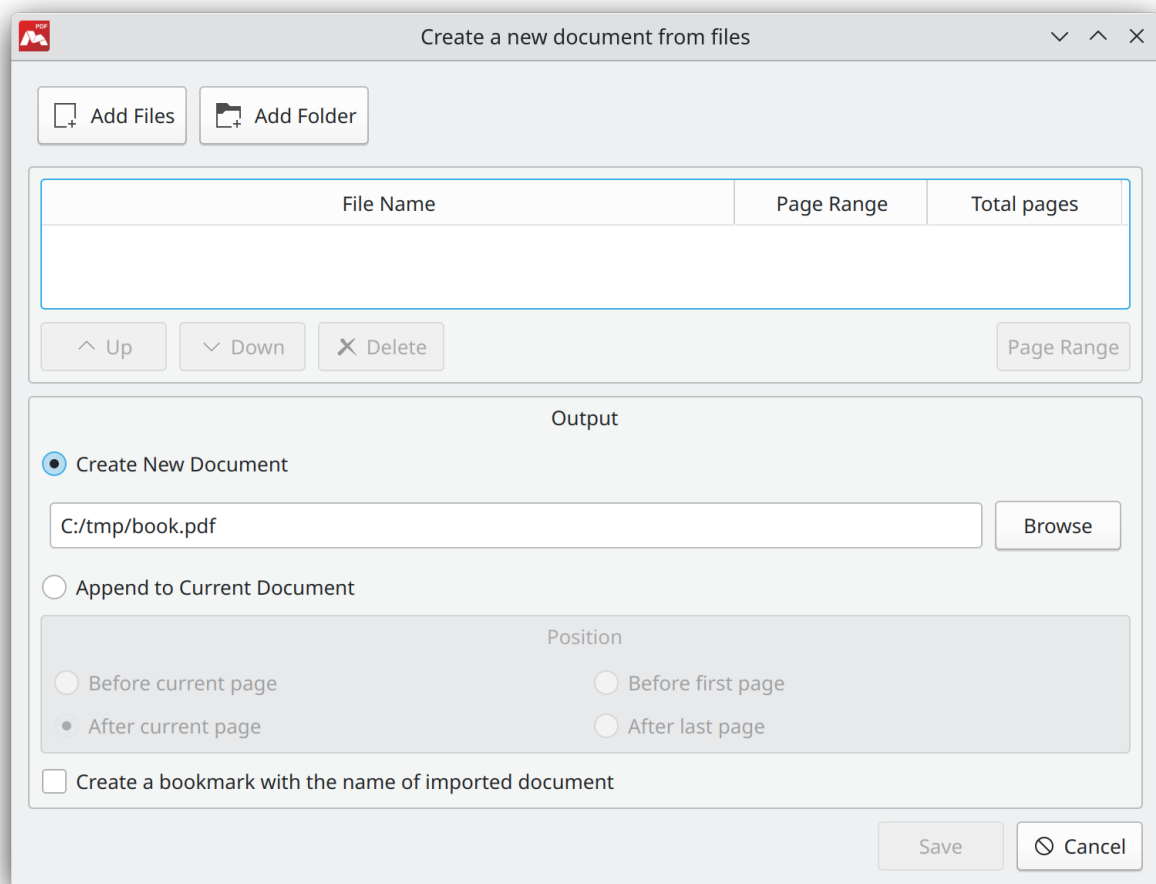 PDF
Create a new document from files
Add Files Add Folder
File Name Page Range Total pages
Up Down Delete Page Range
Output
Create New Document
C:/tmp/book.pdf Browse
Append to Current Document
Position
Before current page Before first page
After current page After last page
Create a bookmark with the name of imported document
Save Cancel